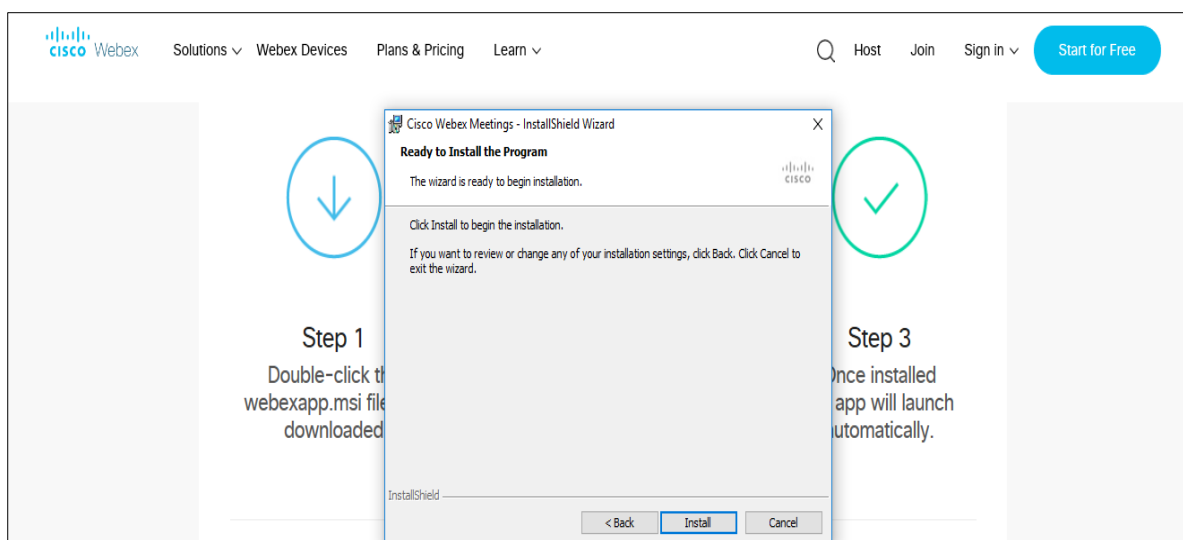 CISCO Webex Solutions Webex Devices Plans & Pricing Learn Host Join Sign in Start for Free
Cisco Webex Meetings - InstallShield Wizard X
Ready to Install the Program
The wizard is ready to begin installation.
CISCO
Click Install to begin the installation.
If you want to review or change any of your installation settings, click Back. Click Cancel to
exit the wizard.
InstallShield
< Back Install Cancel
Step 1
Double-click
webexapp.msi
downloaded
Step 3
installed
app will launch